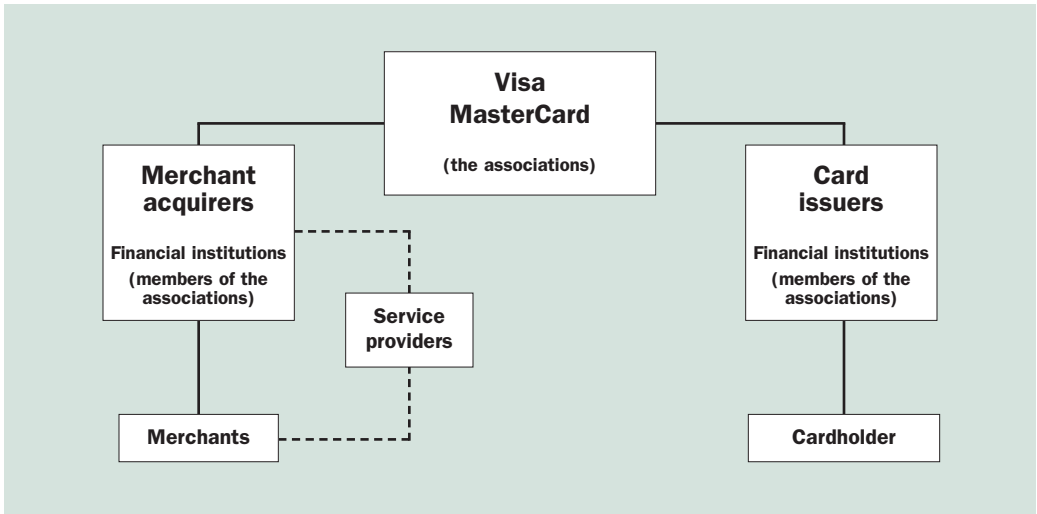 Visa
MasterCard
(the associations)
Merchant
acquirers
Financial institutions
(members of the
associations)
Card
issuers
Financial institutions
(members of the
associations)
Service
providers
Merchants
Cardholder